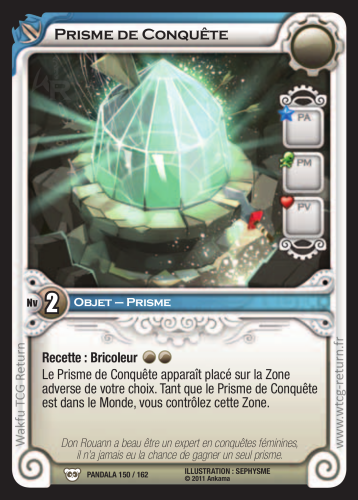 Prisme de Conquête
PA
PM
PV
Nv 2 Objet – Prisme
Recette : Bricoleur
Le Prisme de Conquête apparaît placé sur la Zone
adverse de votre choix. Tant que le Prisme de Conquête
est dans le Monde, vous contrôlez cette Zone.
Don Rouann a beau être un expert en conquêtes féminines,
il n'a jamais eu la chance de gagner un seul prisme.
PANDALA 150 / 162
ILLUSTRATION : SEPHYSME
© 2011 Ankama
Wakfu TCG Return
www.wtcg-return.fr